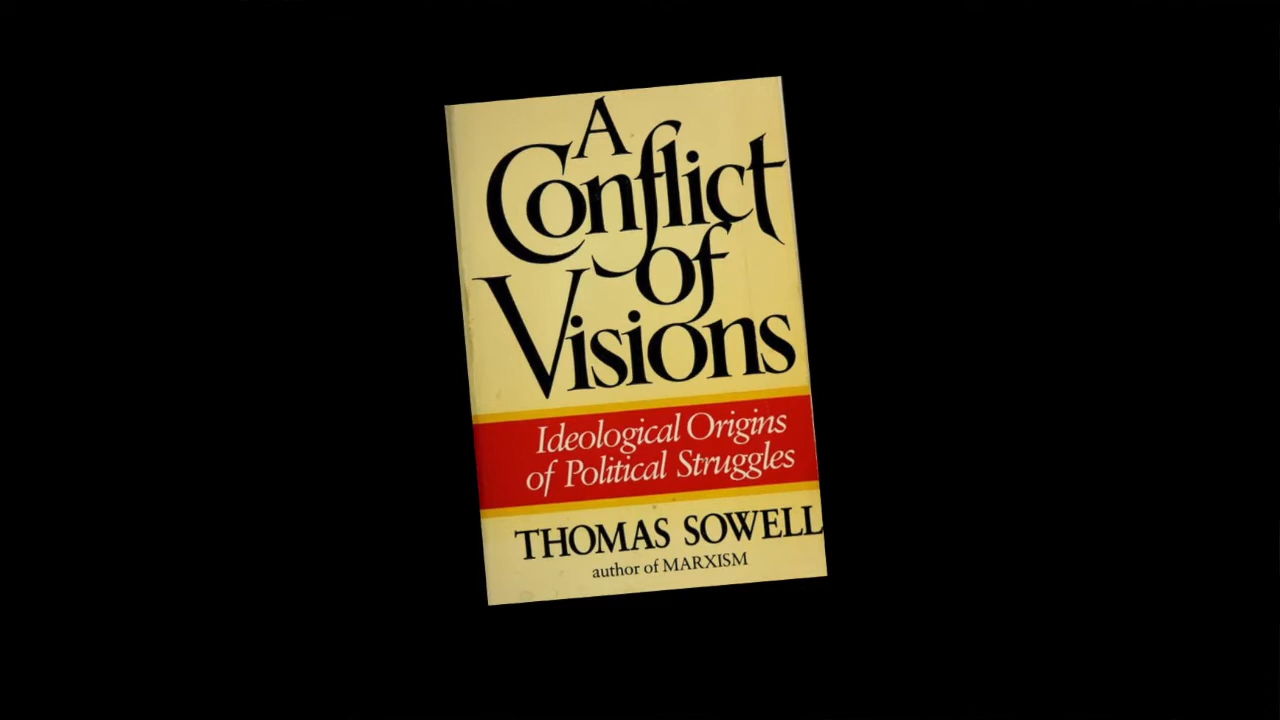 A
Conflict
of
Visions
Ideological Origins
of Political Struggles
THOMAS SOWELL
author of MARXISM